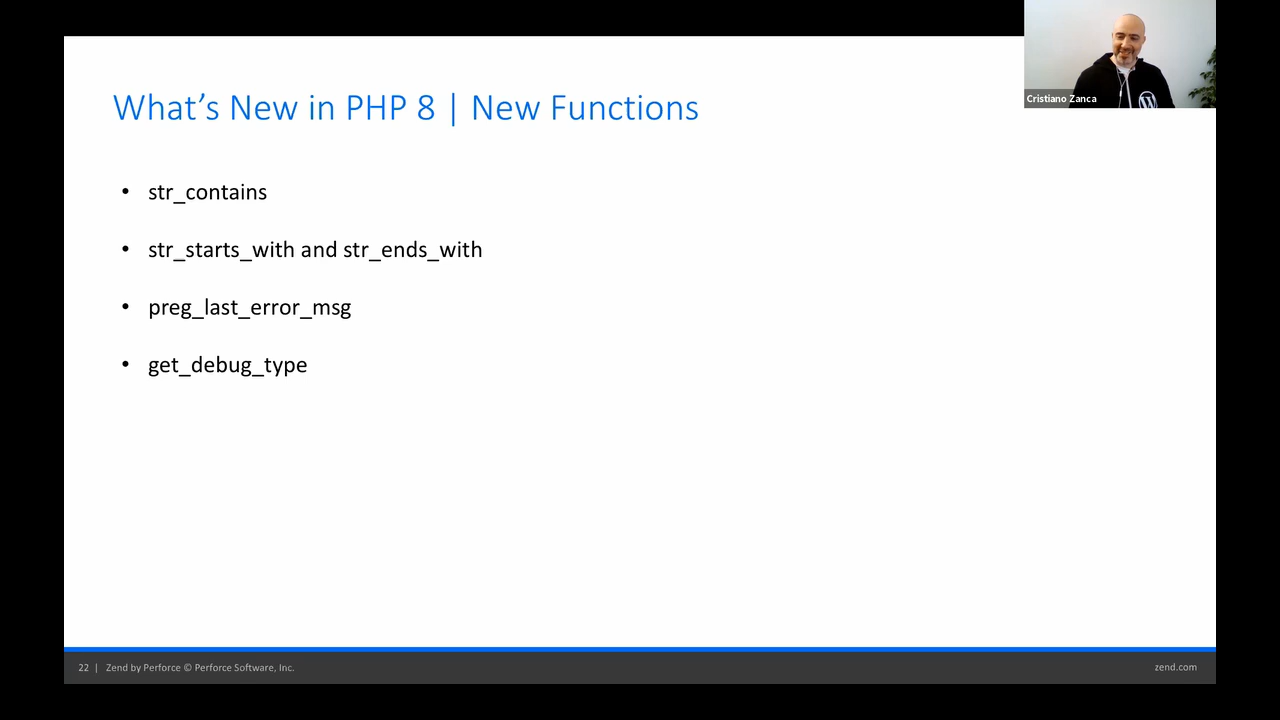 What's New in PHP 8 | New Functions
• str_contains
• str_starts_with and str_ends_with
• preg_last_error_msg
• get_debug_type
Cristiano Zanca
22 | Zend by Perforce © Perforce Software, Inc.
zend.com